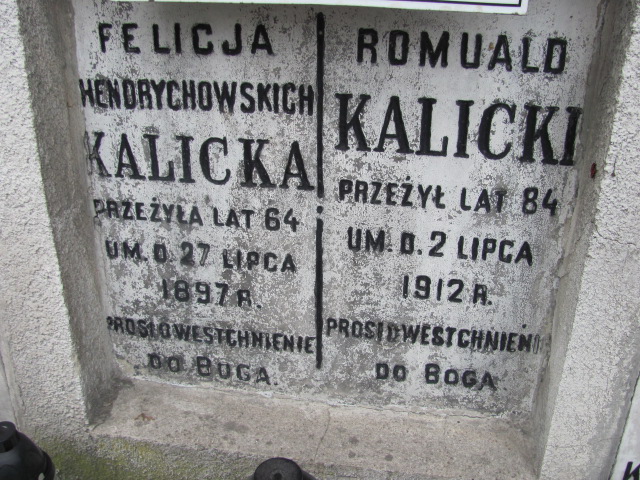 FELICJA
HENDRYCHOWSKICH
KALICKA
PRZEŻYŁA LAT 64
UM. D. 27 LIPCA
1897 R.
PROSI O WESTCHNIENIE
DO BOGA.
ROMUALD
KALICKI
PRZEŻYŁ LAT 84
UM. D. 2 LIPCA
1912 R.
PROSI O WESTCHNIENIE
DO BOGA